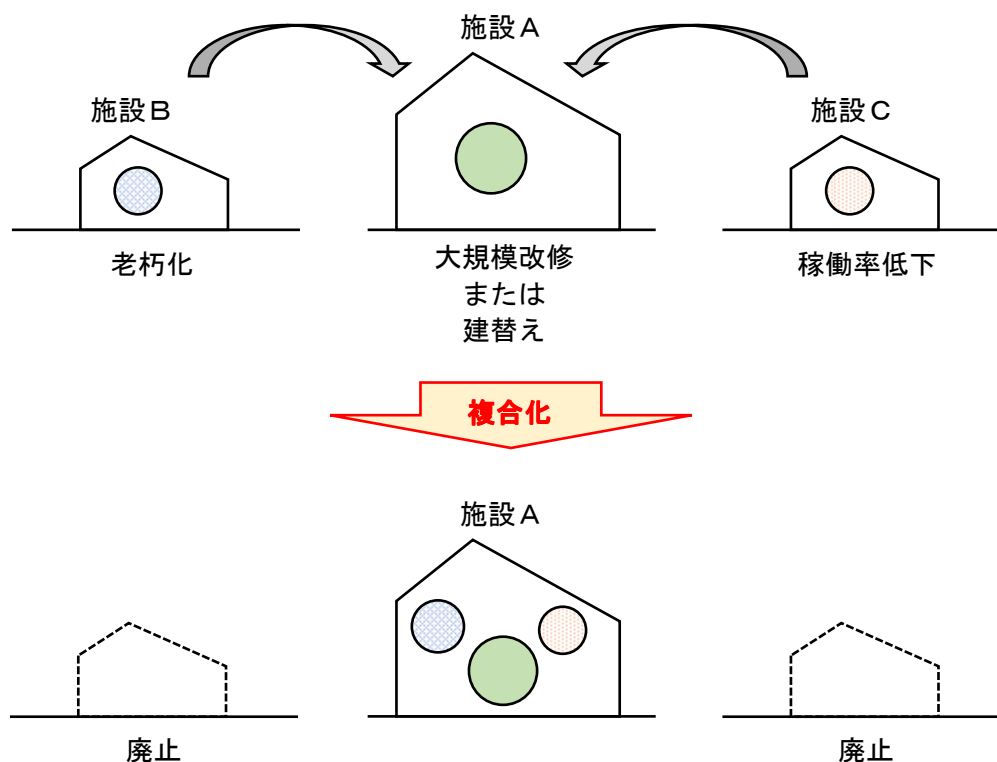 施設Ａ
施設Ｂ
施設Ｃ
老朽化
大規模改修
または
建替え
稼働率低下
複合化
施設Ａ
廃止
廃止